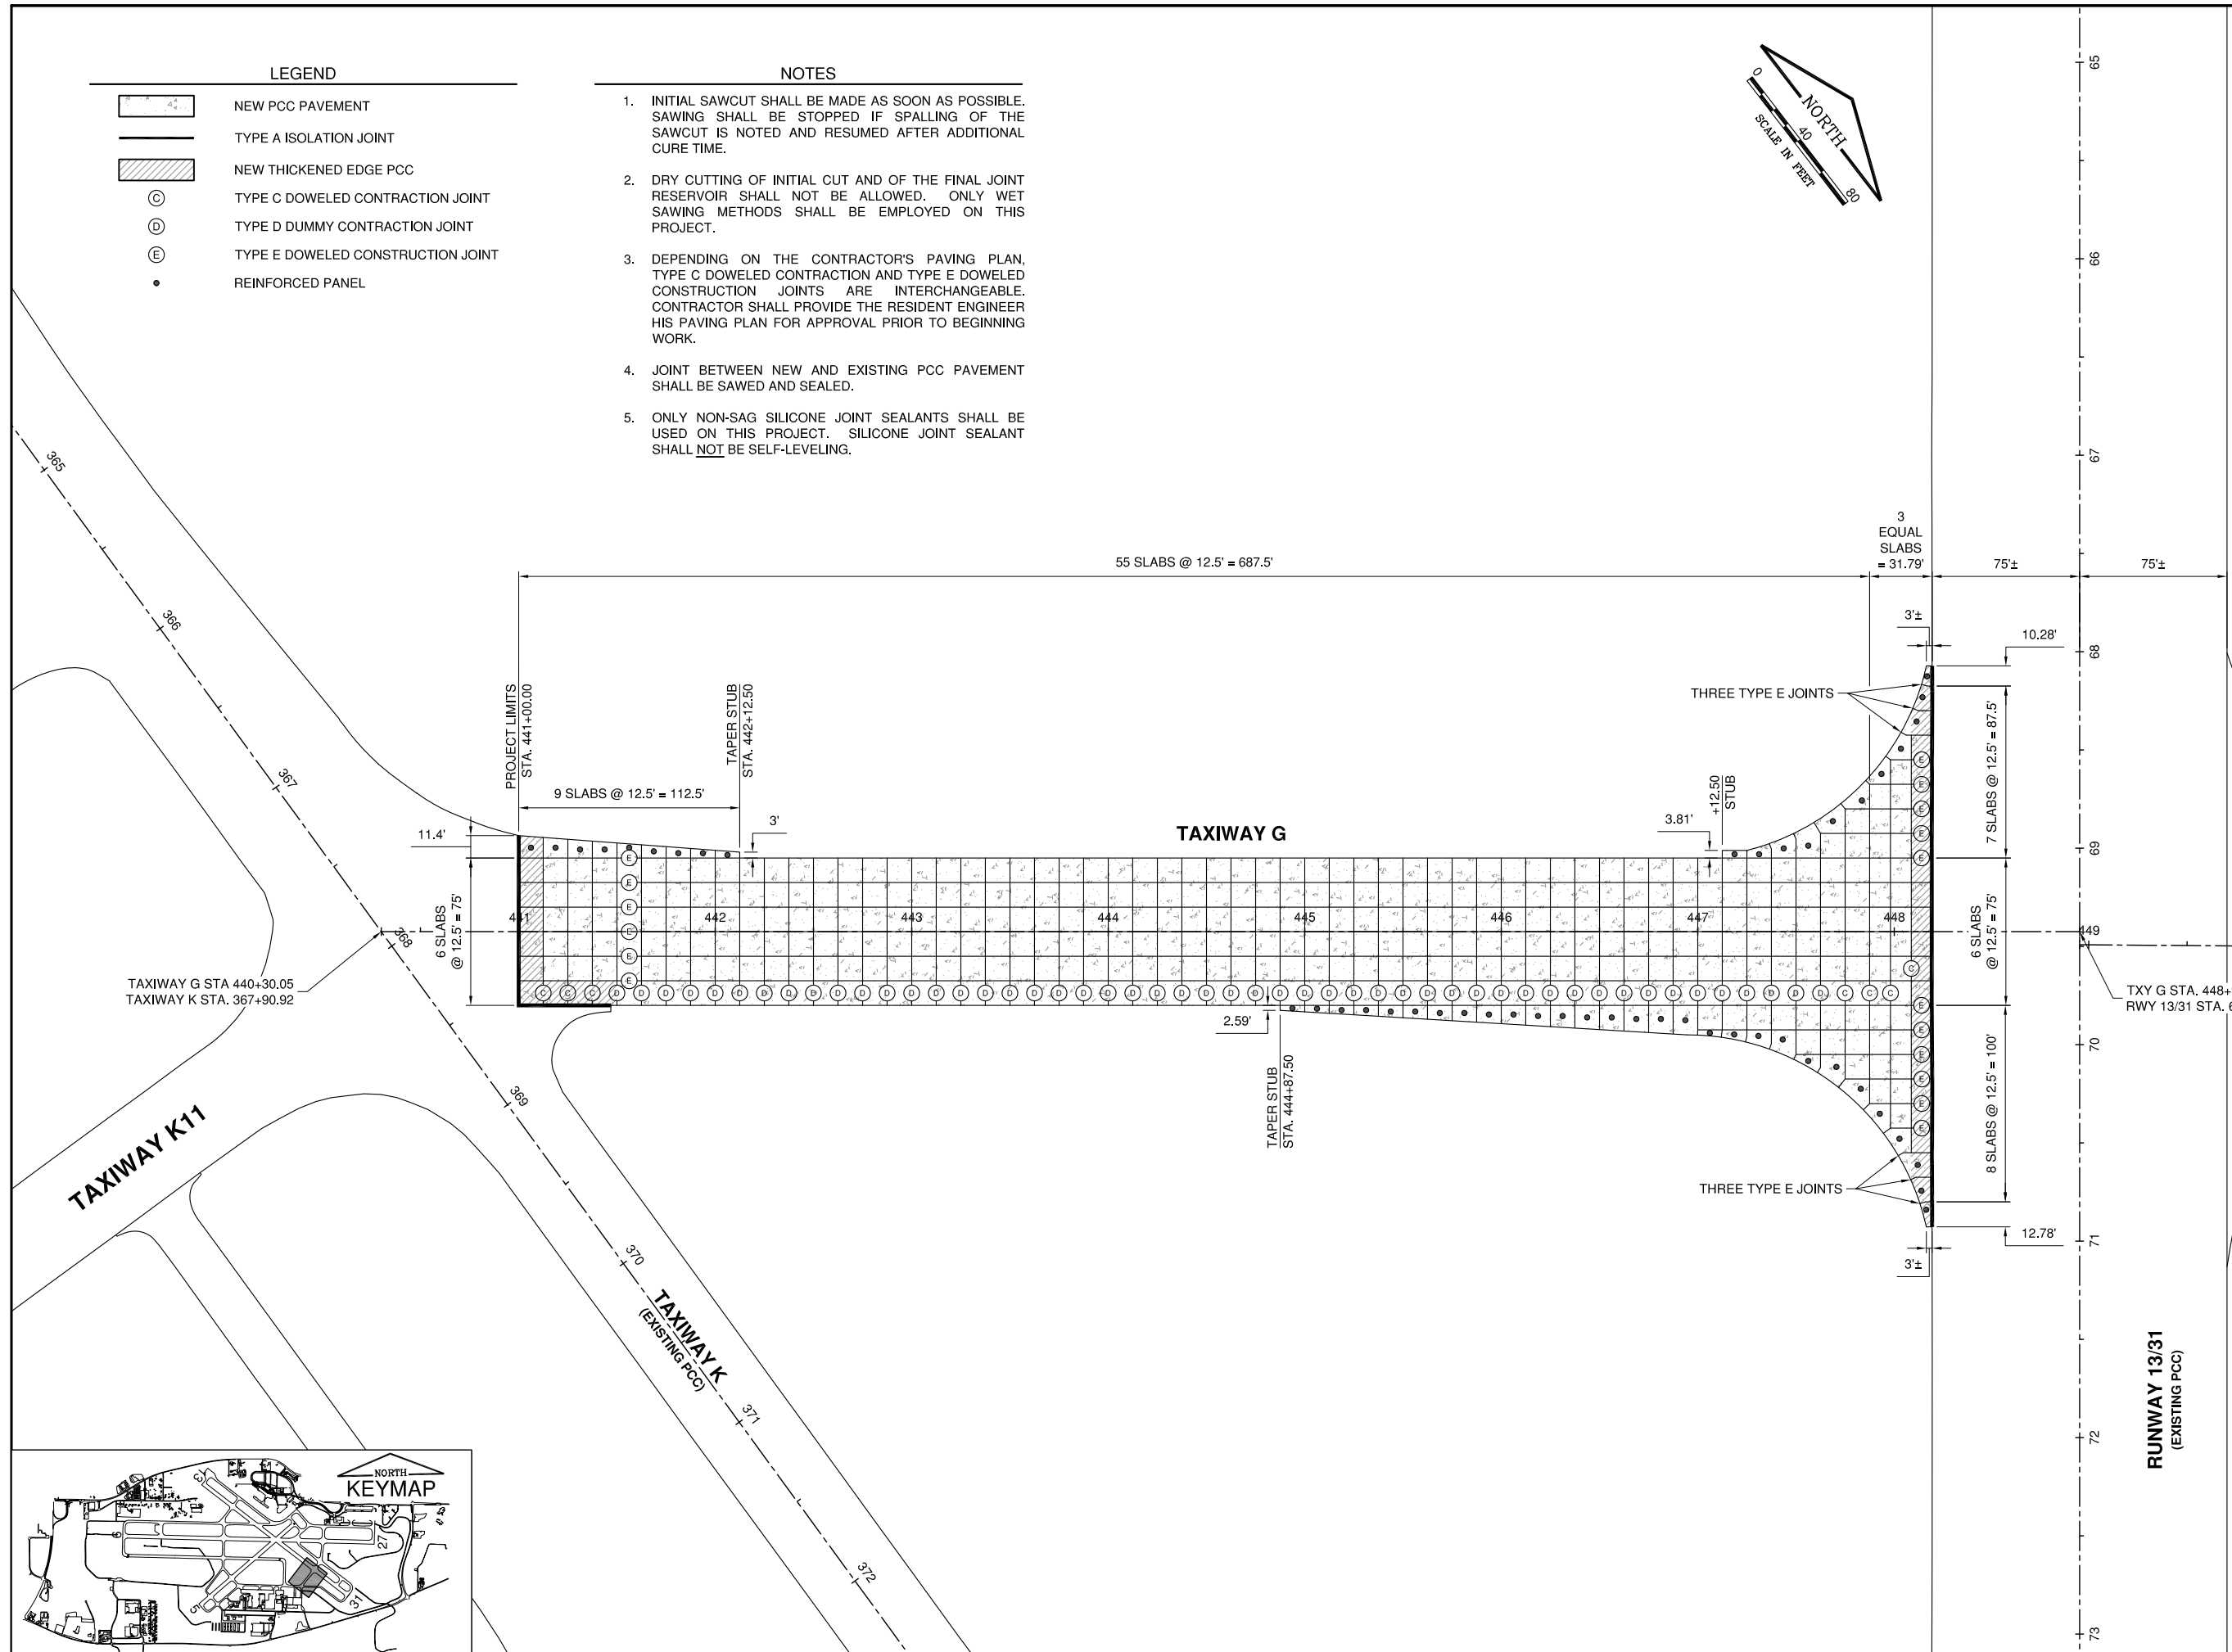 LEGEND
NEW PCC PAVEMENT
TYPE A ISOLATION JOINT
NEW THICKENED EDGE PCC
C TYPE C DOWELED CONTRACTION JOINT
D TYPE D DUMMY CONTRACTION JOINT
E TYPE E DOWELED CONSTRUCTION JOINT
REINFORCED PANEL
NOTES
1. INITIAL SAWCUT SHALL BE MADE AS SOON AS POSSIBLE.
SAWING SHALL BE STOPPED IF SPALLING OF THE
SAWCUT IS NOTED AND RESUMED AFTER ADDITIONAL
CURE TIME.
2. DRY CUTTING OF INITIAL CUT AND OF THE FINAL JOINT
RESERVOIR SHALL NOT BE ALLOWED. ONLY WET
SAWING METHODS SHALL BE EMPLOYED ON THIS
PROJECT.
3. DEPENDING ON THE CONTRACTOR'S PAVING PLAN,
TYPE C DOWELED CONTRACTION AND TYPE E DOWELED
CONSTRUCTION JOINTS ARE INTERCHANGEABLE.
CONTRACTOR SHALL PROVIDE THE RESIDENT ENGINEER
HIS PAVING PLAN FOR APPROVAL PRIOR TO BEGINNING
WORK.
4. JOINT BETWEEN NEW AND EXISTING PCC PAVEMENT
SHALL BE SAWED AND SEALED.
5. ONLY NON-SAG SILICONE JOINT SEALANTS SHALL BE
USED ON THIS PROJECT. SILICONE JOINT SEALANT
SHALL NOT BE SELF-LEVELING.
NORTH
0 40 80
SCALE IN FEET
65
66
67
68
69
70
71
72
73
365
366
367
368
369
370
371
372
55 SLABS @ 12.5' = 687.5'
3
EQUAL
SLABS
= 31.79'
75'±
75'±
3'±
10.28'
THREE TYPE E JOINTS
7 SLABS @ 12.5' = 87.5'
PROJECT LIMITS
STA. 441+00.00
TAPER STUB
STA. 442+12.50
9 SLABS @ 12.5' = 112.5'
11.4'
3'
TAXIWAY G
3.81'
+12.50
STUB
6 SLABS
@ 12.5' = 75'
441 442 443 444 445 446 447 448 449
6 SLABS
@ 12.5' = 75'
TAXIWAY G STA 440+30.05
TAXIWAY K STA. 367+90.92
TXY G STA. 448+
RWY 13/31 STA. 6
2.59'
TAPER STUB
STA. 444+87.50
8 SLABS @ 12.5' = 100'
THREE TYPE E JOINTS
12.78'
3'±
TAXIWAY K11
TAXIWAY K
(EXISTING PCC)
RUNWAY 13/31
(EXISTING PCC)
NORTH
KEYMAP
13
9
27
5
31